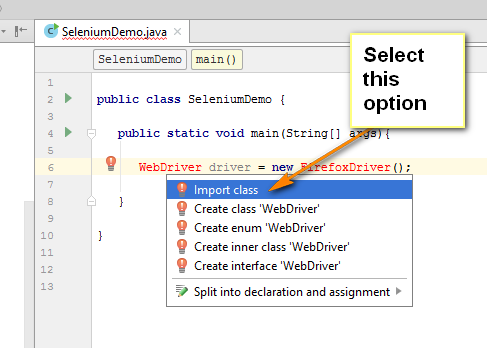 SeleniumDemo.java
SeleniumDemo main()
Select
this
option
1
2 public class SeleniumDemo {
3
4 public static void main(String[] args){
5
6 WebDriver driver = new FirefoxDriver();
7
Import class
8 }
Create class 'WebDriver'
9
Create enum 'WebDriver'
10 }
Create inner class 'WebDriver'
11
Create interface 'WebDriver'
12
Split into declaration and assignment
13